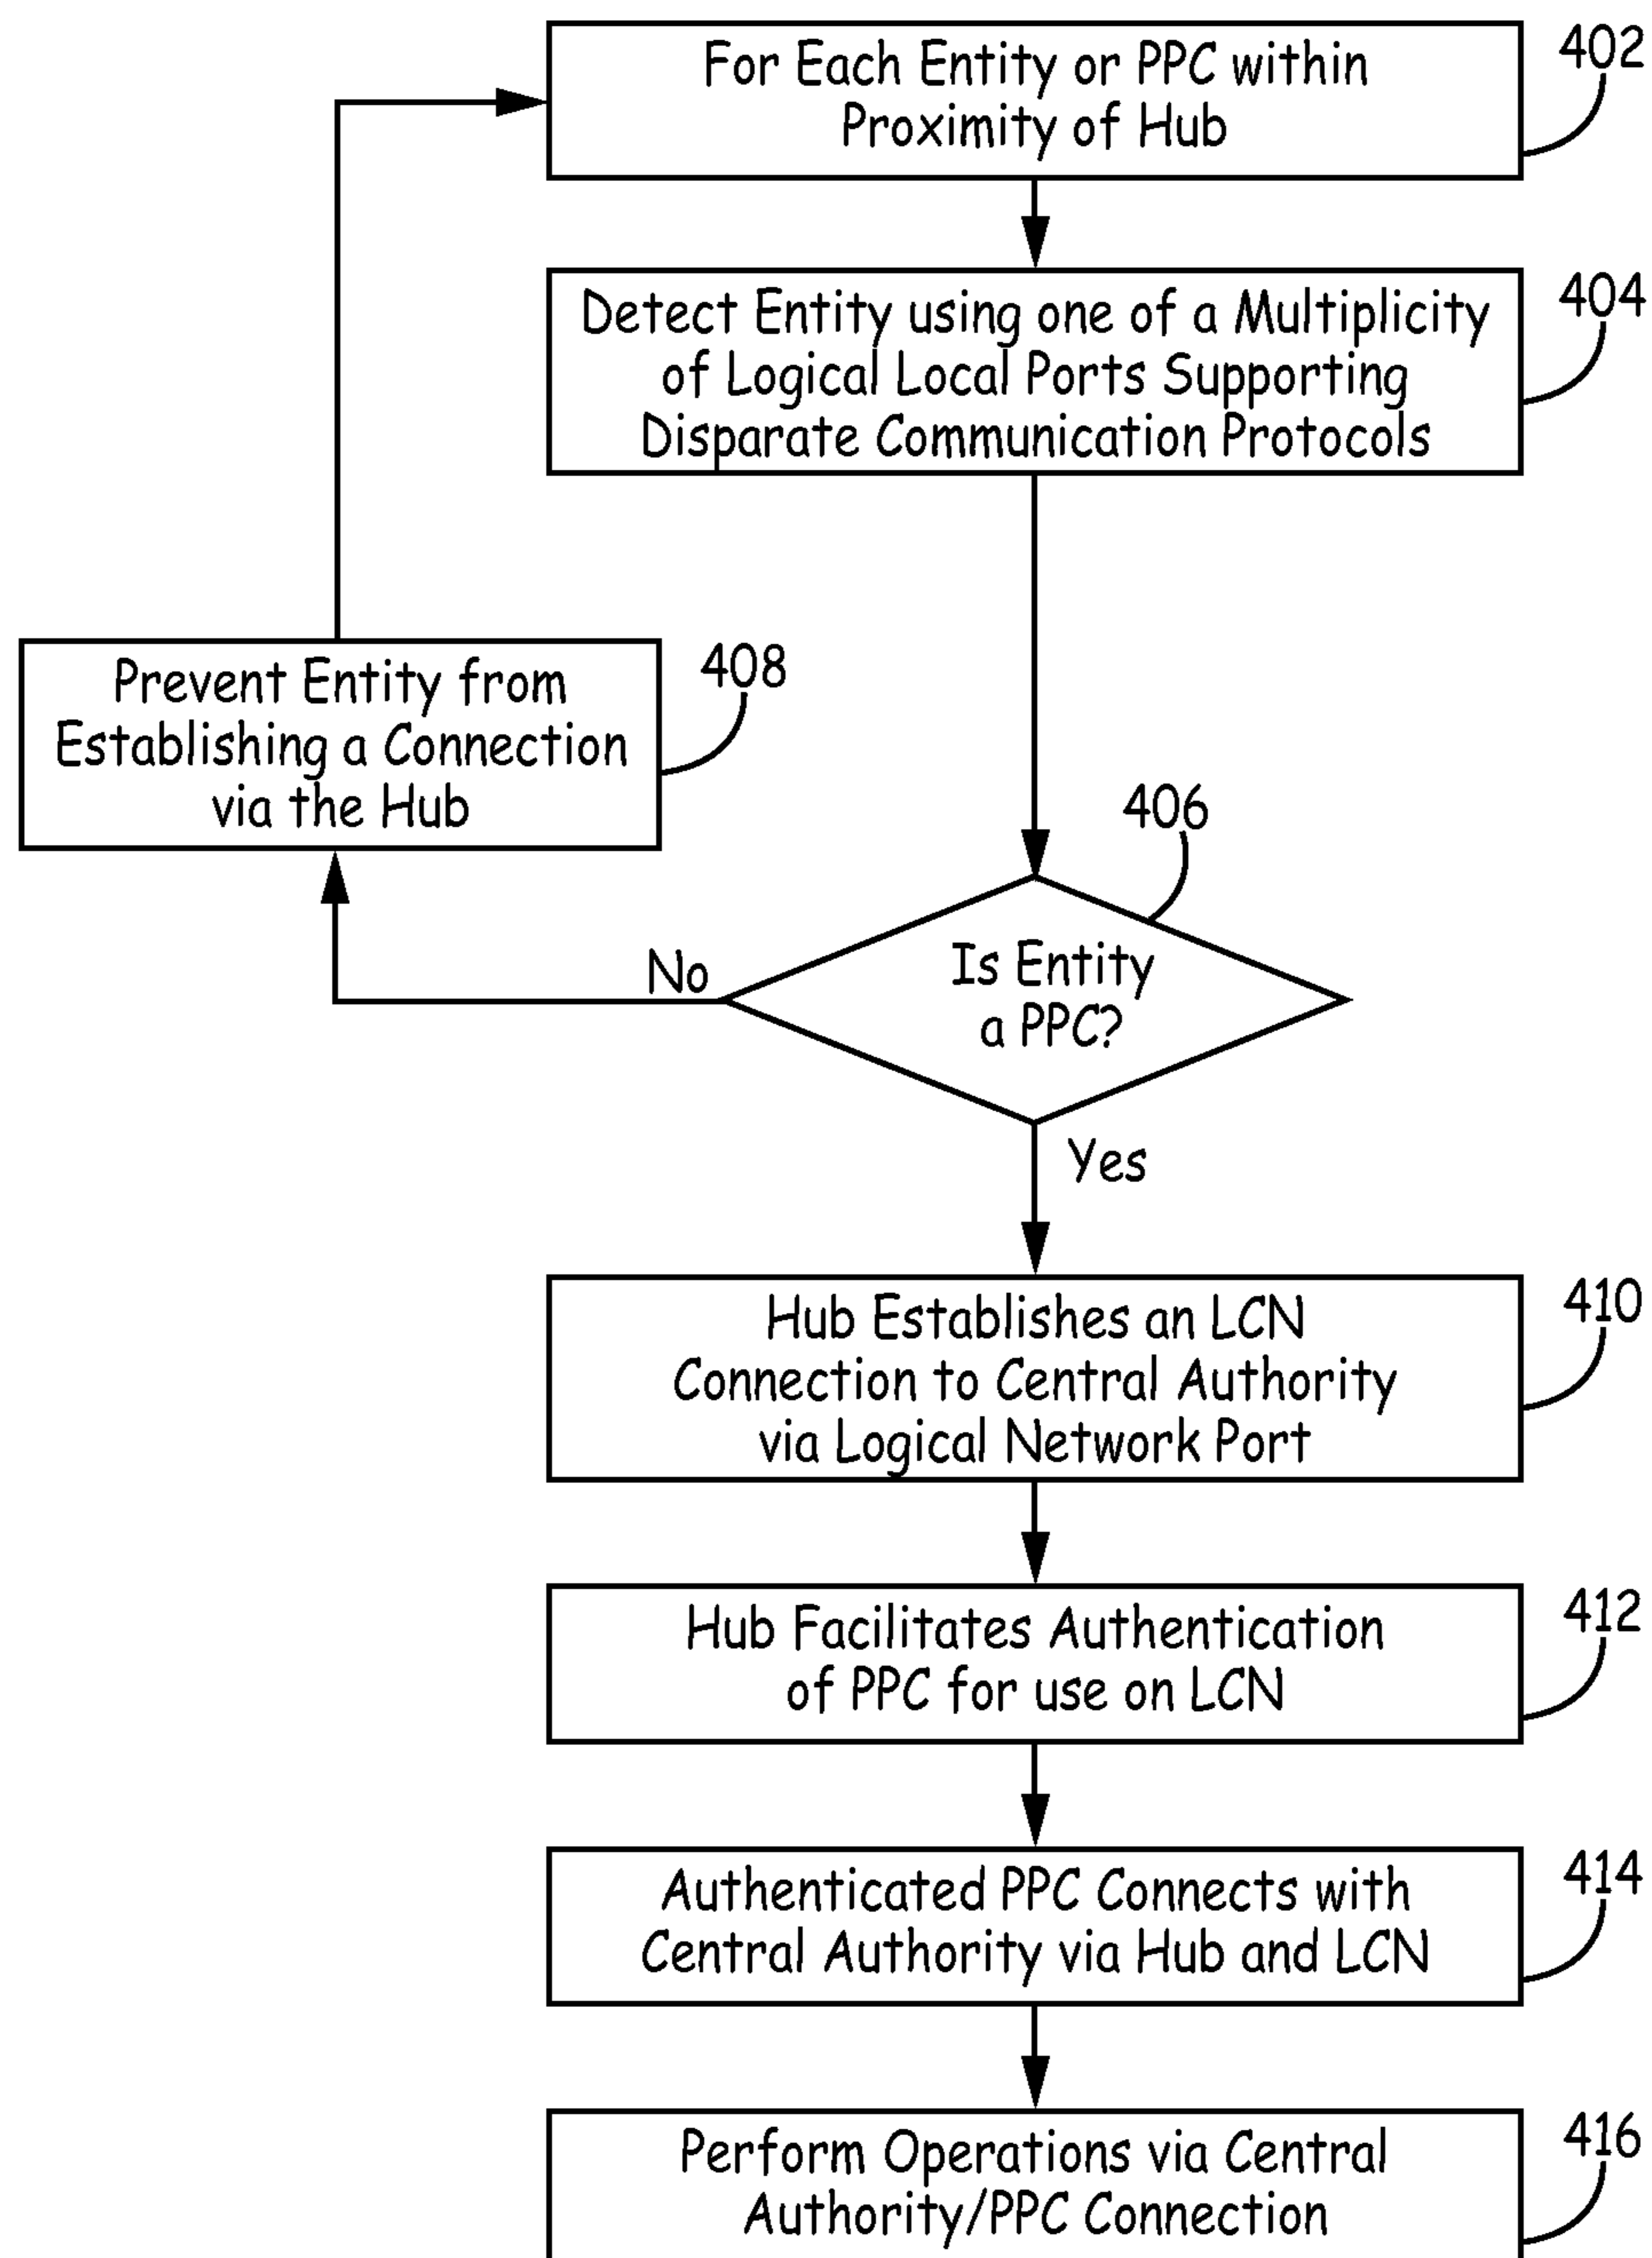 For Each Entity or PPC within
Proximity of Hub
402
Detect Entity using one of a Multiplicity
of Logical Local Ports Supporting
Disparate Communication Protocols
404
Prevent Entity from
Establishing a Connection
via the Hub
408
406
Is Entity
a PPC?
No
Yes
Hub Establishes an LCN
Connection to Central Authority
via Logical Network Port
410
Hub Facilitates Authentication
of PPC for use on LCN
412
Authenticated PPC Connects with
Central Authority via Hub and LCN
414
Perform Operations via Central
Authority/PPC Connection
416